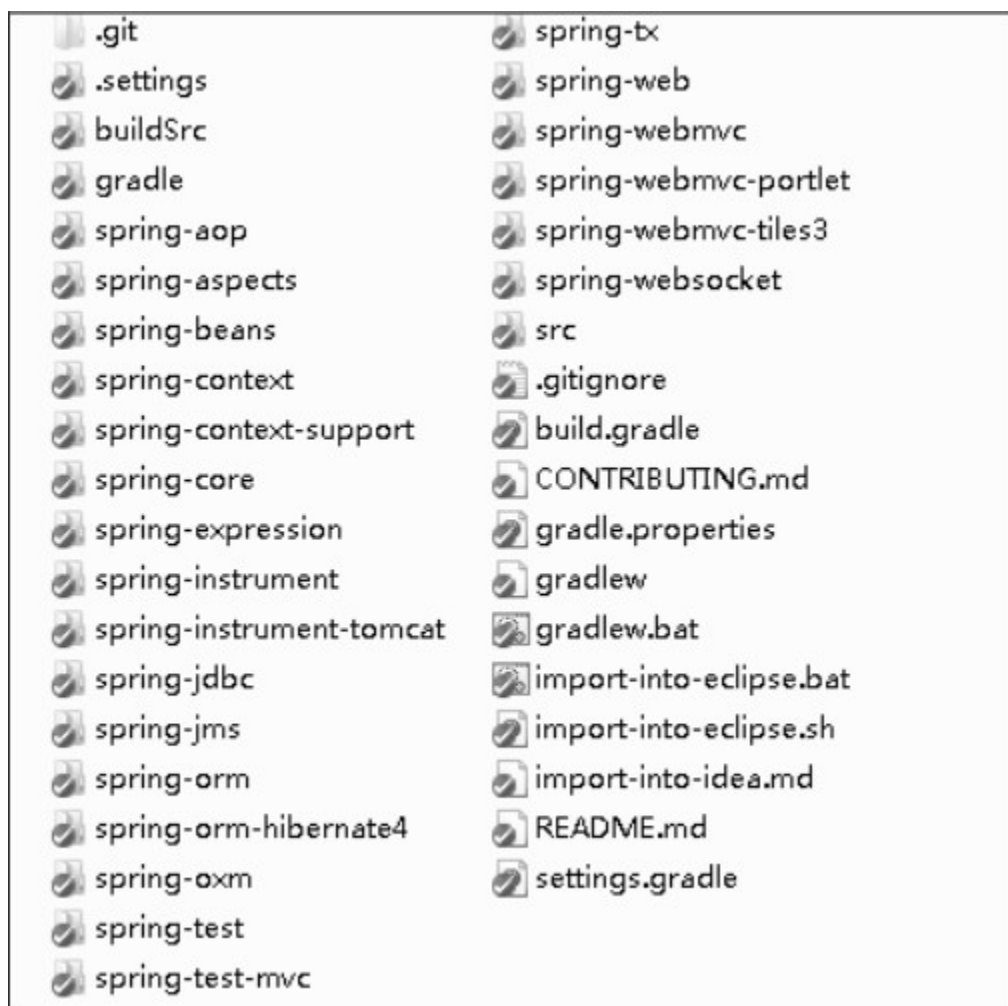 .git
.settings
buildSrc
gradle
spring-aop
spring-aspects
spring-beans
spring-context
spring-context-support
spring-core
spring-expression
spring-instrument
spring-instrument-tomcat
spring-jdbc
spring-jms
spring-orm
spring-orm-hibernate4
spring-oxm
spring-test
spring-test-mvc
spring-tx
spring-web
spring-webmvc
spring-webmvc-portlet
spring-webmvc-tiles3
spring-websocket
src
.gitignore
build.gradle
CONTRIBUTING.md
gradle.properties
gradlew
gradlew.bat
import-into-eclipse.bat
import-into-eclipse.sh
import-into-idea.md
README.md
settings.gradle